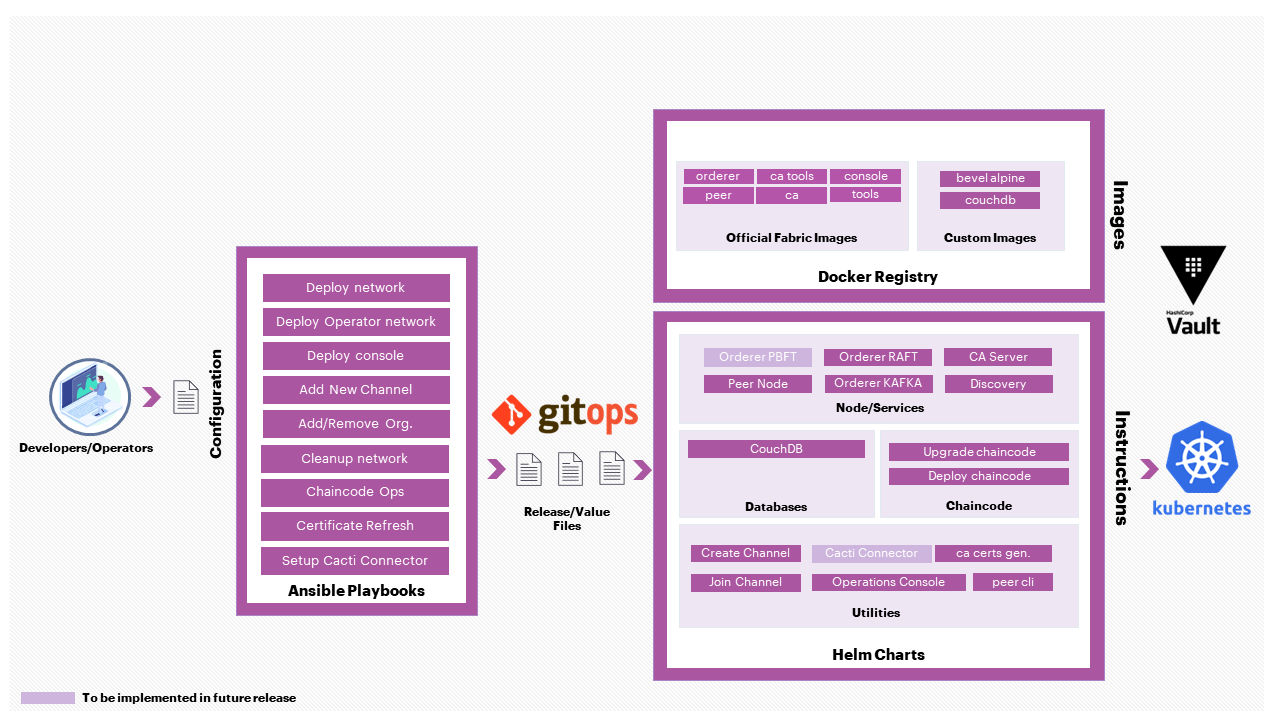 Developers/Operators
Configuration
Deploy network
Deploy Operator network
Deploy console
Add New Channel
Add/Remove Org.
Cleanup network
Chaincode Ops
Certificate Refresh
Setup Cacti Connector
Ansible Playbooks
gitops
Release/Value
Files
orderer
ca tools
console
peer
ca
tools
Official Fabric Images
bevel alpine
couchdb
Custom Images
Docker Registry
Images
Orderer PBFT
Orderer RAFT
CA Server
Peer Node
Orderer KAFKA
Discovery
Node/Services
CouchDB
Databases
Upgrade chaincode
Deploy chaincode
Chaincode
Create Channel
Cacti Connector
ca certs gen.
Join Channel
Operations Console
peer cli
Utilities
Helm Charts
Instructions
HashiCorp
Vault
kubernetes
To be implemented in future release